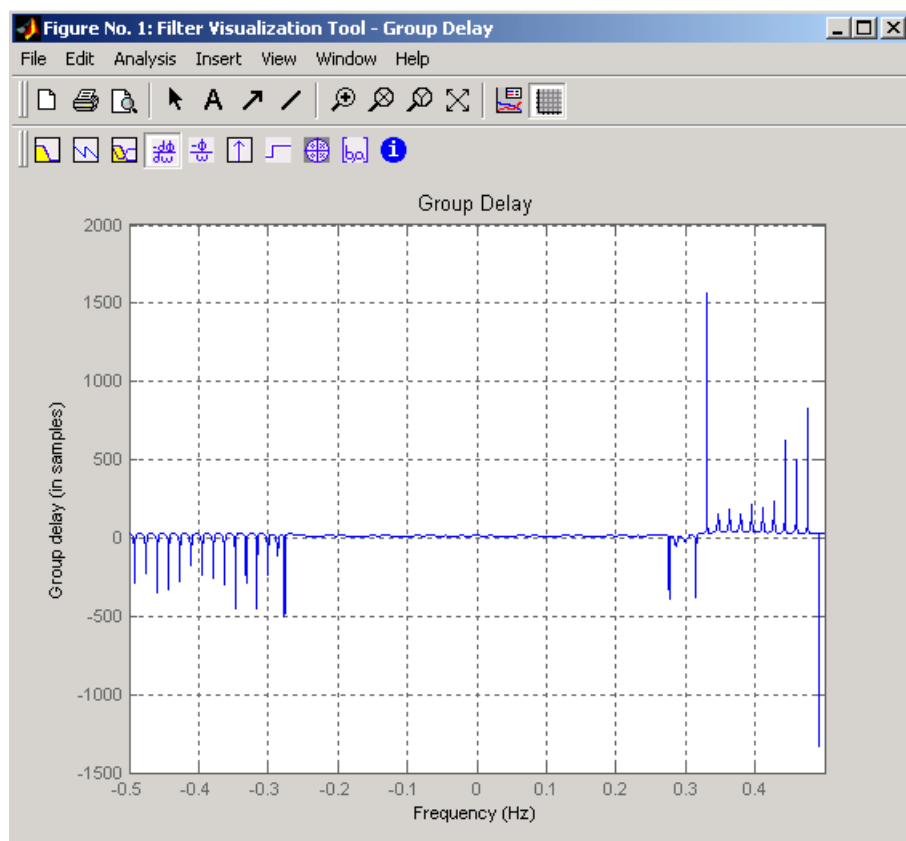 Figure No. 1: Filter Visualization Tool - Group Delay
File Edit Analysis Insert View Window Help
A
-dΦ
dω
-Φ
ω
[b,a]
i
Group Delay
2000
1500
1000
500
0
-500
-1000
-1500
Group delay (in samples)
-0.5 -0.4 -0.3 -0.2 -0.1 0 0.1 0.2 0.3 0.4
Frequency (Hz)